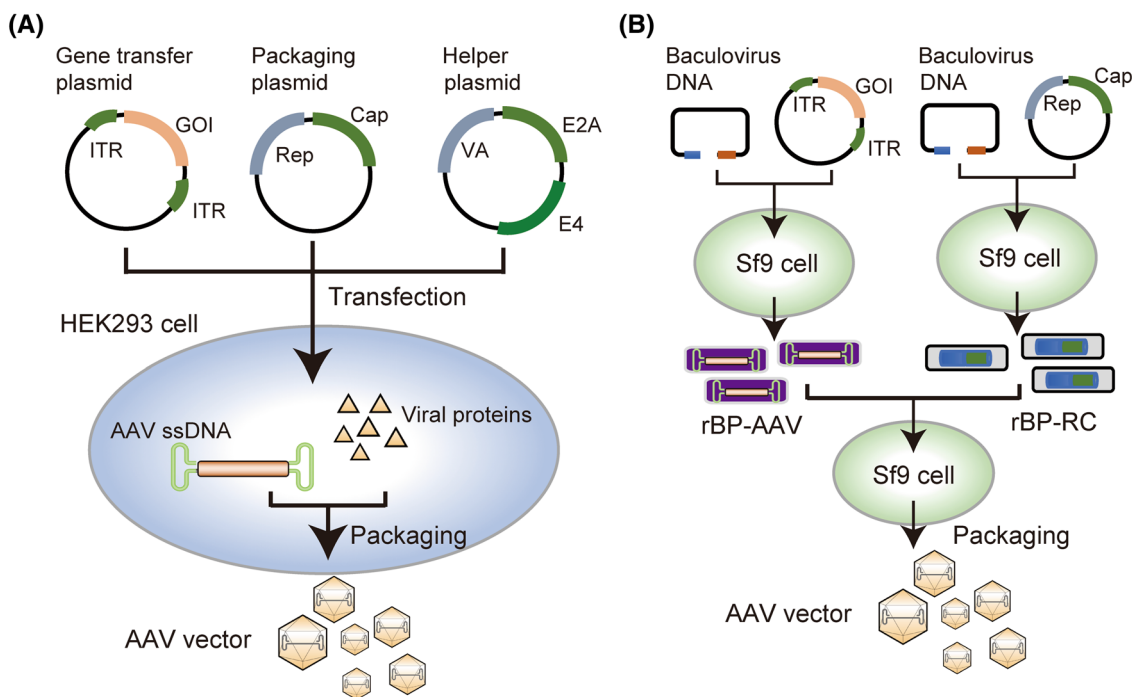 (A)
Gene transfer
plasmid
Packaging
plasmid
Helper
plasmid
GOI
ITR
ITR
Cap
Rep
E2A
VA
E4
Transfection
HEK293 cell
Viral proteins
AAV ssDNA
Packaging
AAV vector
(B)
Baculovirus
DNA
Baculovirus
DNA
ITR
GOI
ITR
Cap
Rep
Sf9 cell
Sf9 cell
rBP-AAV
rBP-RC
Sf9 cell
Packaging
AAV vector